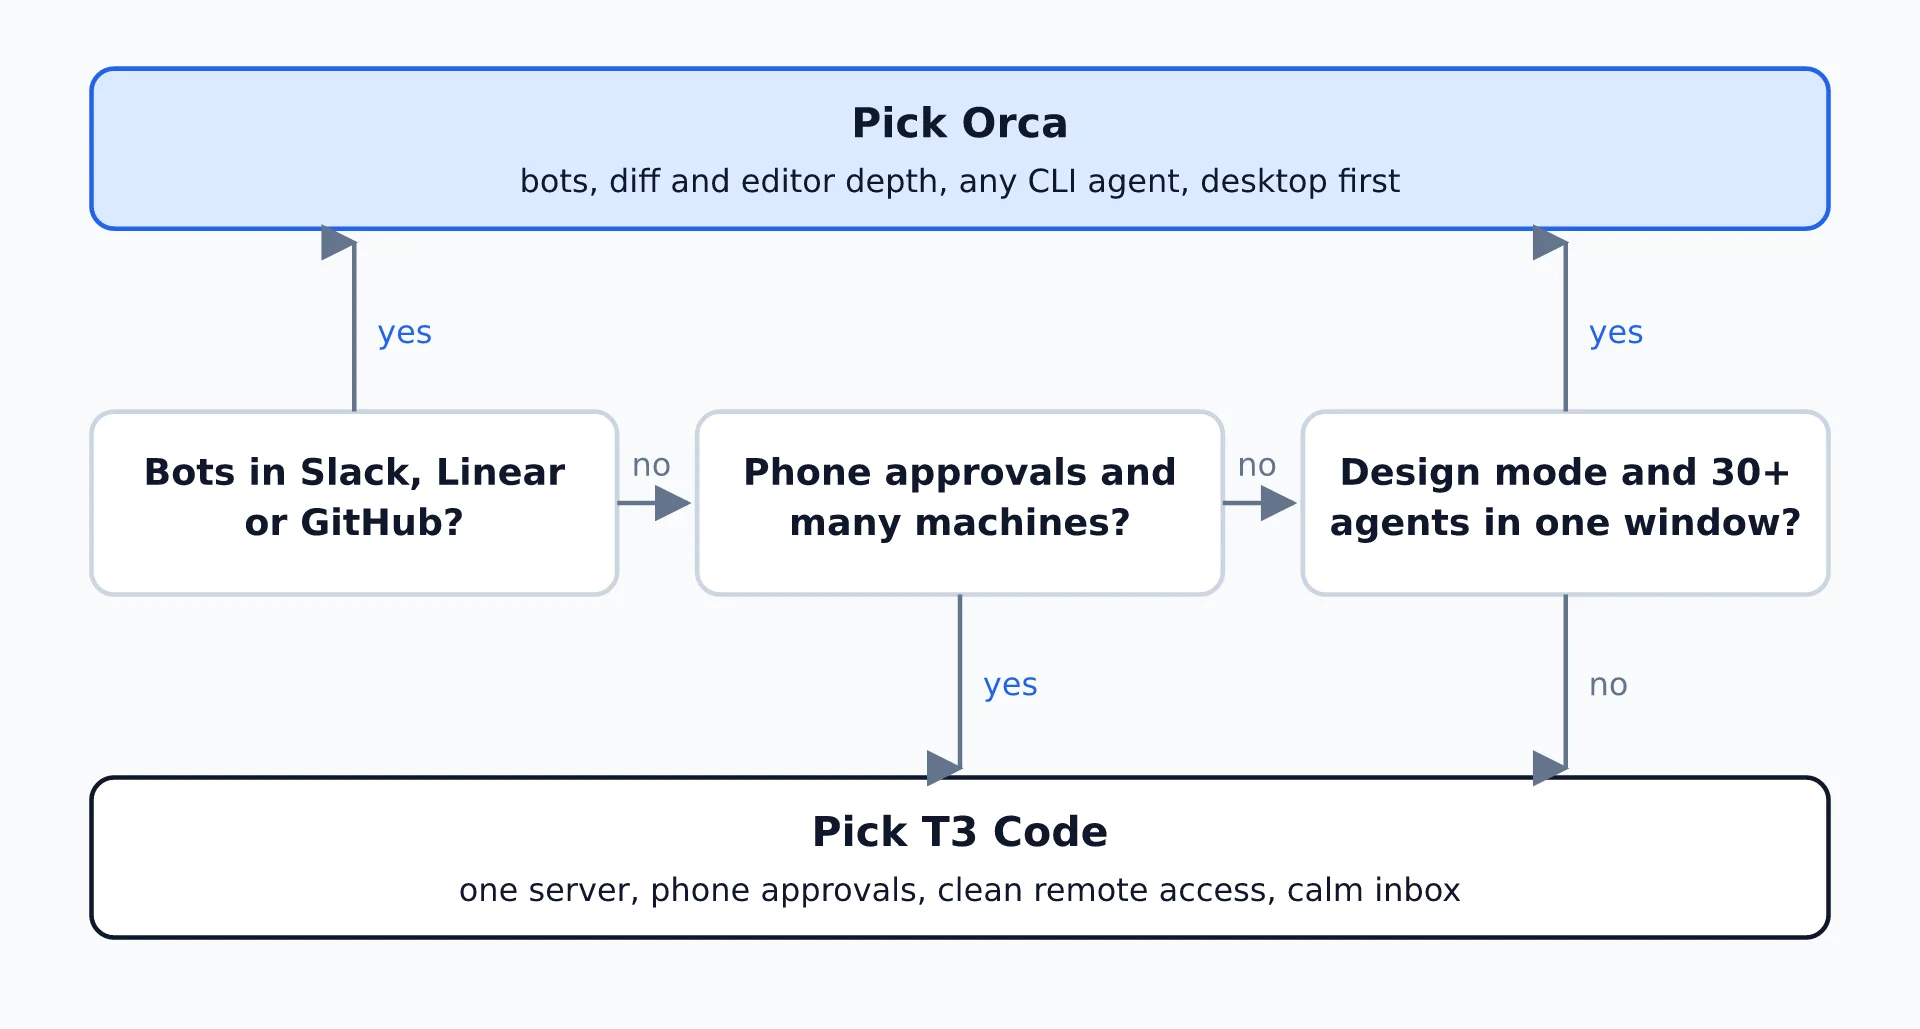 Pick Orca
bots, diff and editor depth, any CLI agent, desktop first
yes
yes
Bots in Slack, Linear
or GitHub?
no
Phone approvals and
many machines?
no
Design mode and 30+
agents in one window?
yes
no
Pick T3 Code
one server, phone approvals, clean remote access, calm inbox